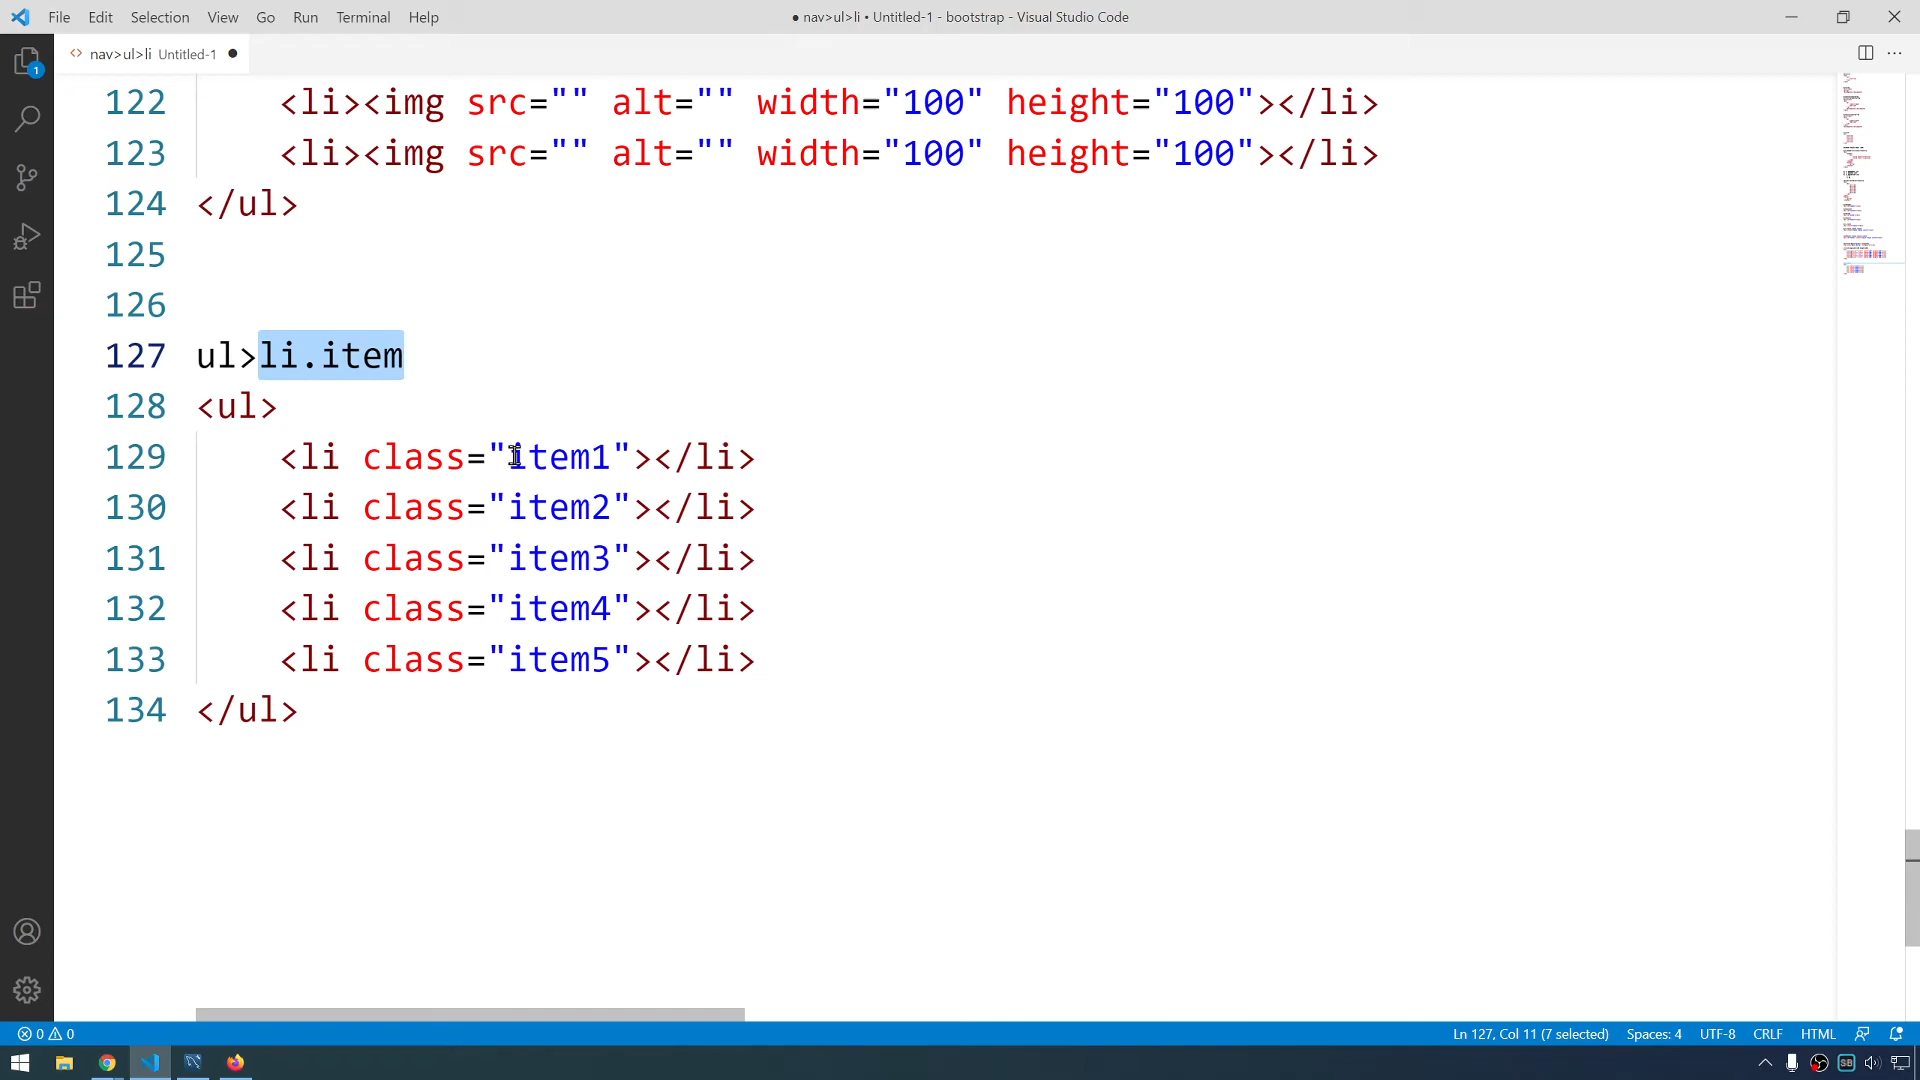 File Edit Selection View Go Run Terminal Help
● nav>ul>li • Untitled-1 - bootstrap - Visual Studio Code
nav>ul>li Untitled-1 ●
122 <li><img src="" alt="" width="100" height="100"></li>
123 <li><img src="" alt="" width="100" height="100"></li>
124 </ul>
125
126
127 ul>li.item
128 <ul>
129 <li class="item1"></li>
130 <li class="item2"></li>
131 <li class="item3"></li>
132 <li class="item4"></li>
133 <li class="item5"></li>
134 </ul>
1
0 0
Ln 127, Col 11 (7 selected) Spaces: 4 UTF-8 CRLF HTML
SB